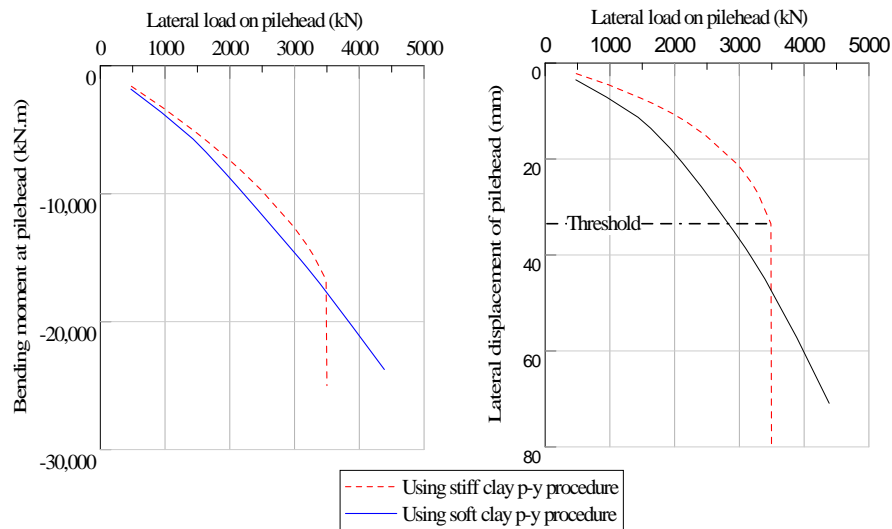 Lateral load on pilehead (kN)
0 1000 2000 3000 4000 5000
Bending moment at pilehead (kN.m)
0
-10,000
-20,000
-30,000
Lateral load on pilehead (kN)
0 1000 2000 3000 4000 5000
Lateral displacement of pilehead (mm)
0
20
40
60
80
Threshold
Using stiff clay p-y procedure
Using soft clay p-y procedure